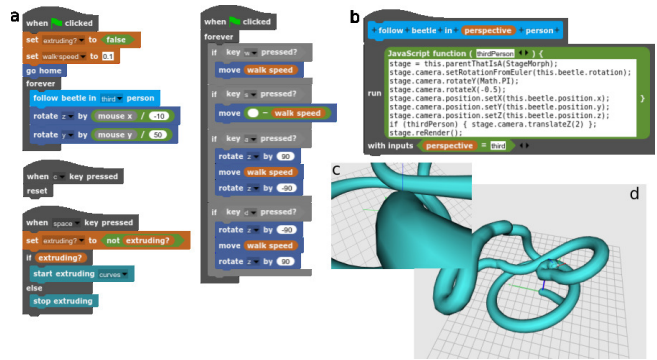 a
when clicked
set extruding? to false
set walk speed to 0.1
go home
forever
follow beetle in third person
rotate z by mouse x / -10
rotate y by mouse y / 50
when c key pressed
reset
when space key pressed
set extruding? to not extruding?
if extruding?
start extruding curves
else
stop extruding
when clicked
forever
if key w pressed?
move walk speed
if key s pressed?
move - walk speed
if key a pressed?
rotate z by 90
move walk speed
rotate z by -90
if key d pressed?
rotate z by -90
move walk speed
rotate z by 90
b
follow beetle in perspective person
JavaScript function ( thirdPerson ) {
stage = this.parentThatIsA(StageMorph);
stage.camera.setRotationFromEuler(this.beetle.rotation);
stage.camera.rotateY(Math.PI);
stage.camera.rotateX(-0.5);
stage.camera.position.setX(this.beetle.position.x);
stage.camera.position.setY(this.beetle.position.y);
stage.camera.position.setZ(this.beetle.position.z);
if (thirdPerson) { stage.camera.translateZ(2) };
stage.reRender();
run
}
with inputs perspective = third
c
d